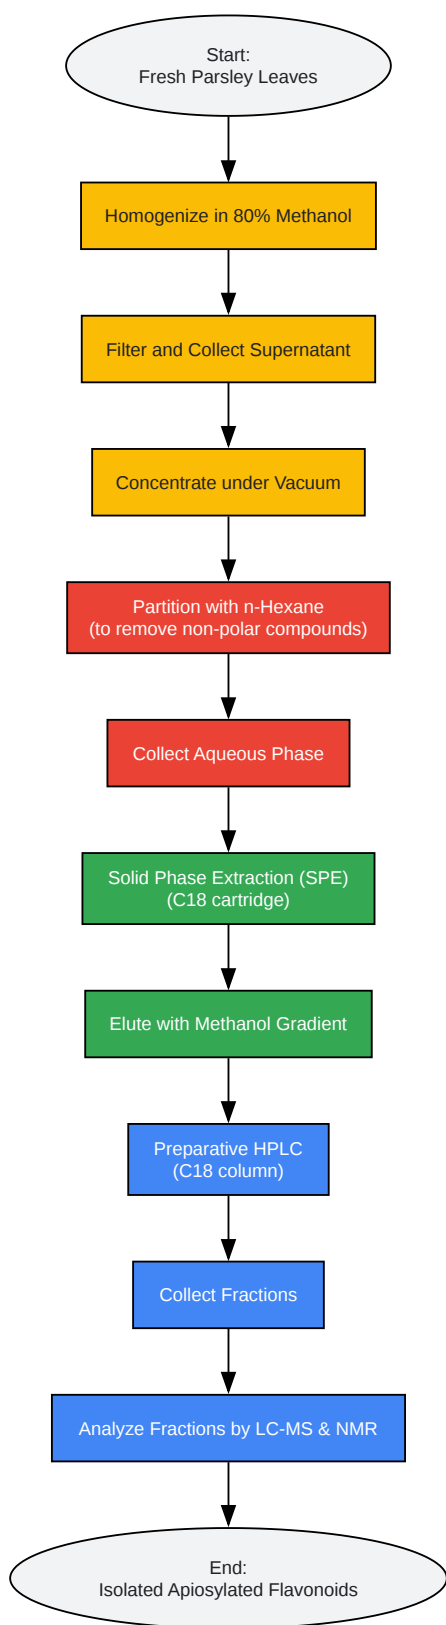 Start:
Fresh Parsley Leaves
Homogenize in 80% Methanol
Filter and Collect Supernatant
Concentrate under Vacuum
Partition with n-Hexane
(to remove non-polar compounds)
Collect Aqueous Phase
Solid Phase Extraction (SPE)
(C18 cartridge)
Elute with Methanol Gradient
Preparative HPLC
(C18 column)
Collect Fractions
Analyze Fractions by LC-MS & NMR
End:
Isolated Apiosylated Flavonoids